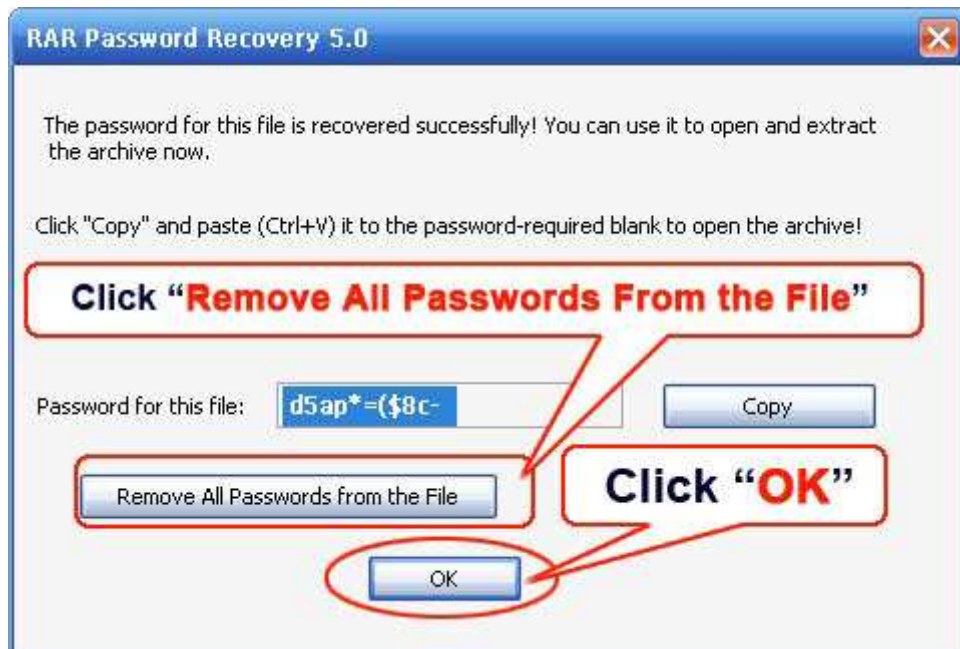 RAR Password Recovery 5.0
The password for this file is recovered successfully! You can use it to open and extract
the archive now.
Click "Copy" and paste (Ctrl+V) it to the password-required blank to open the archive!
Click “Remove All Passwords From the File”
Password for this file: d5ap*=($8c- Copy
Remove All Passwords from the File
Click “OK”
OK